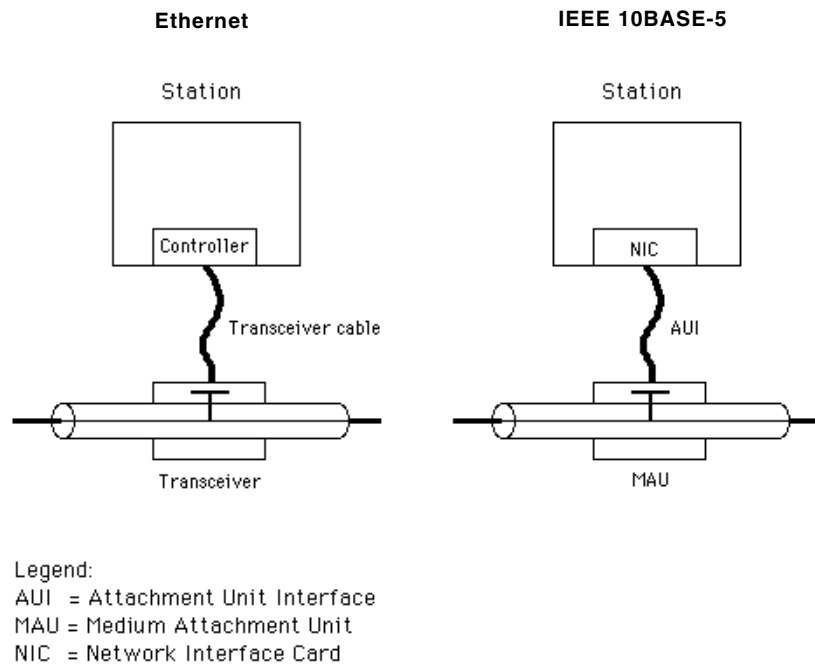 Ethernet
IEEE 10BASE-5
Station
Station
Controller
NIC
Transceiver cable
AUI
Transceiver
MAU
Legend:
AUI = Attachment Unit Interface
MAU = Medium Attachment Unit
NIC = Network Interface Card